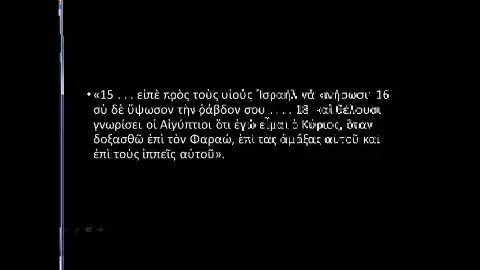 • «15 . . . εἰπὲ πρὸς τοὺς υἱοὺς Ἰσραήλ νὰ κινήσωσι· 16
σὺ δὲ ὕψωσον τὴν ῥάβδον σου . . . . 18 καὶ θέλουσι
γνωρίσει οἱ Αἰγύπτιοι ὅτι ἐγὼ εἶμαι ὁ Κύριος, ὅταν
δοξασθῶ ἐπὶ τὸν Φαραώ, ἐπὶ τὰς ἁμάξας αὐτοῦ καὶ
ἐπὶ τοὺς ἱππεῖς αὐτοῦ».